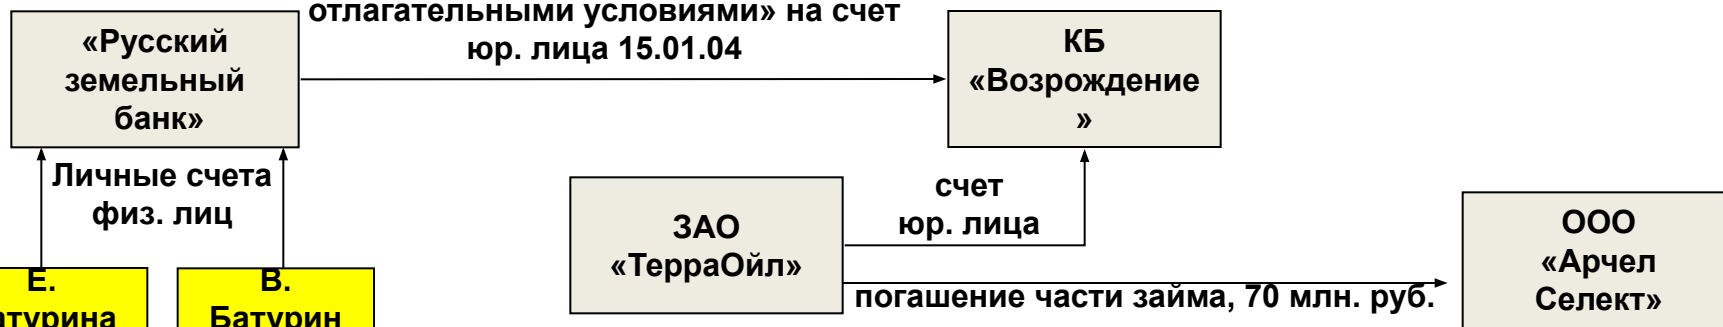 отлагательными условиями» на счет
юр. лица 15.01.04
«Русский
земельный
банк»
КБ
«Возрождение
»
Личные счета
физ. лиц
счет
юр. лица
ЗАО
«ТерраОйл»
ООО
«Арчел
Селект»
погашение части займа, 70 млн. руб.
Е.
атурина
В.
Батурин